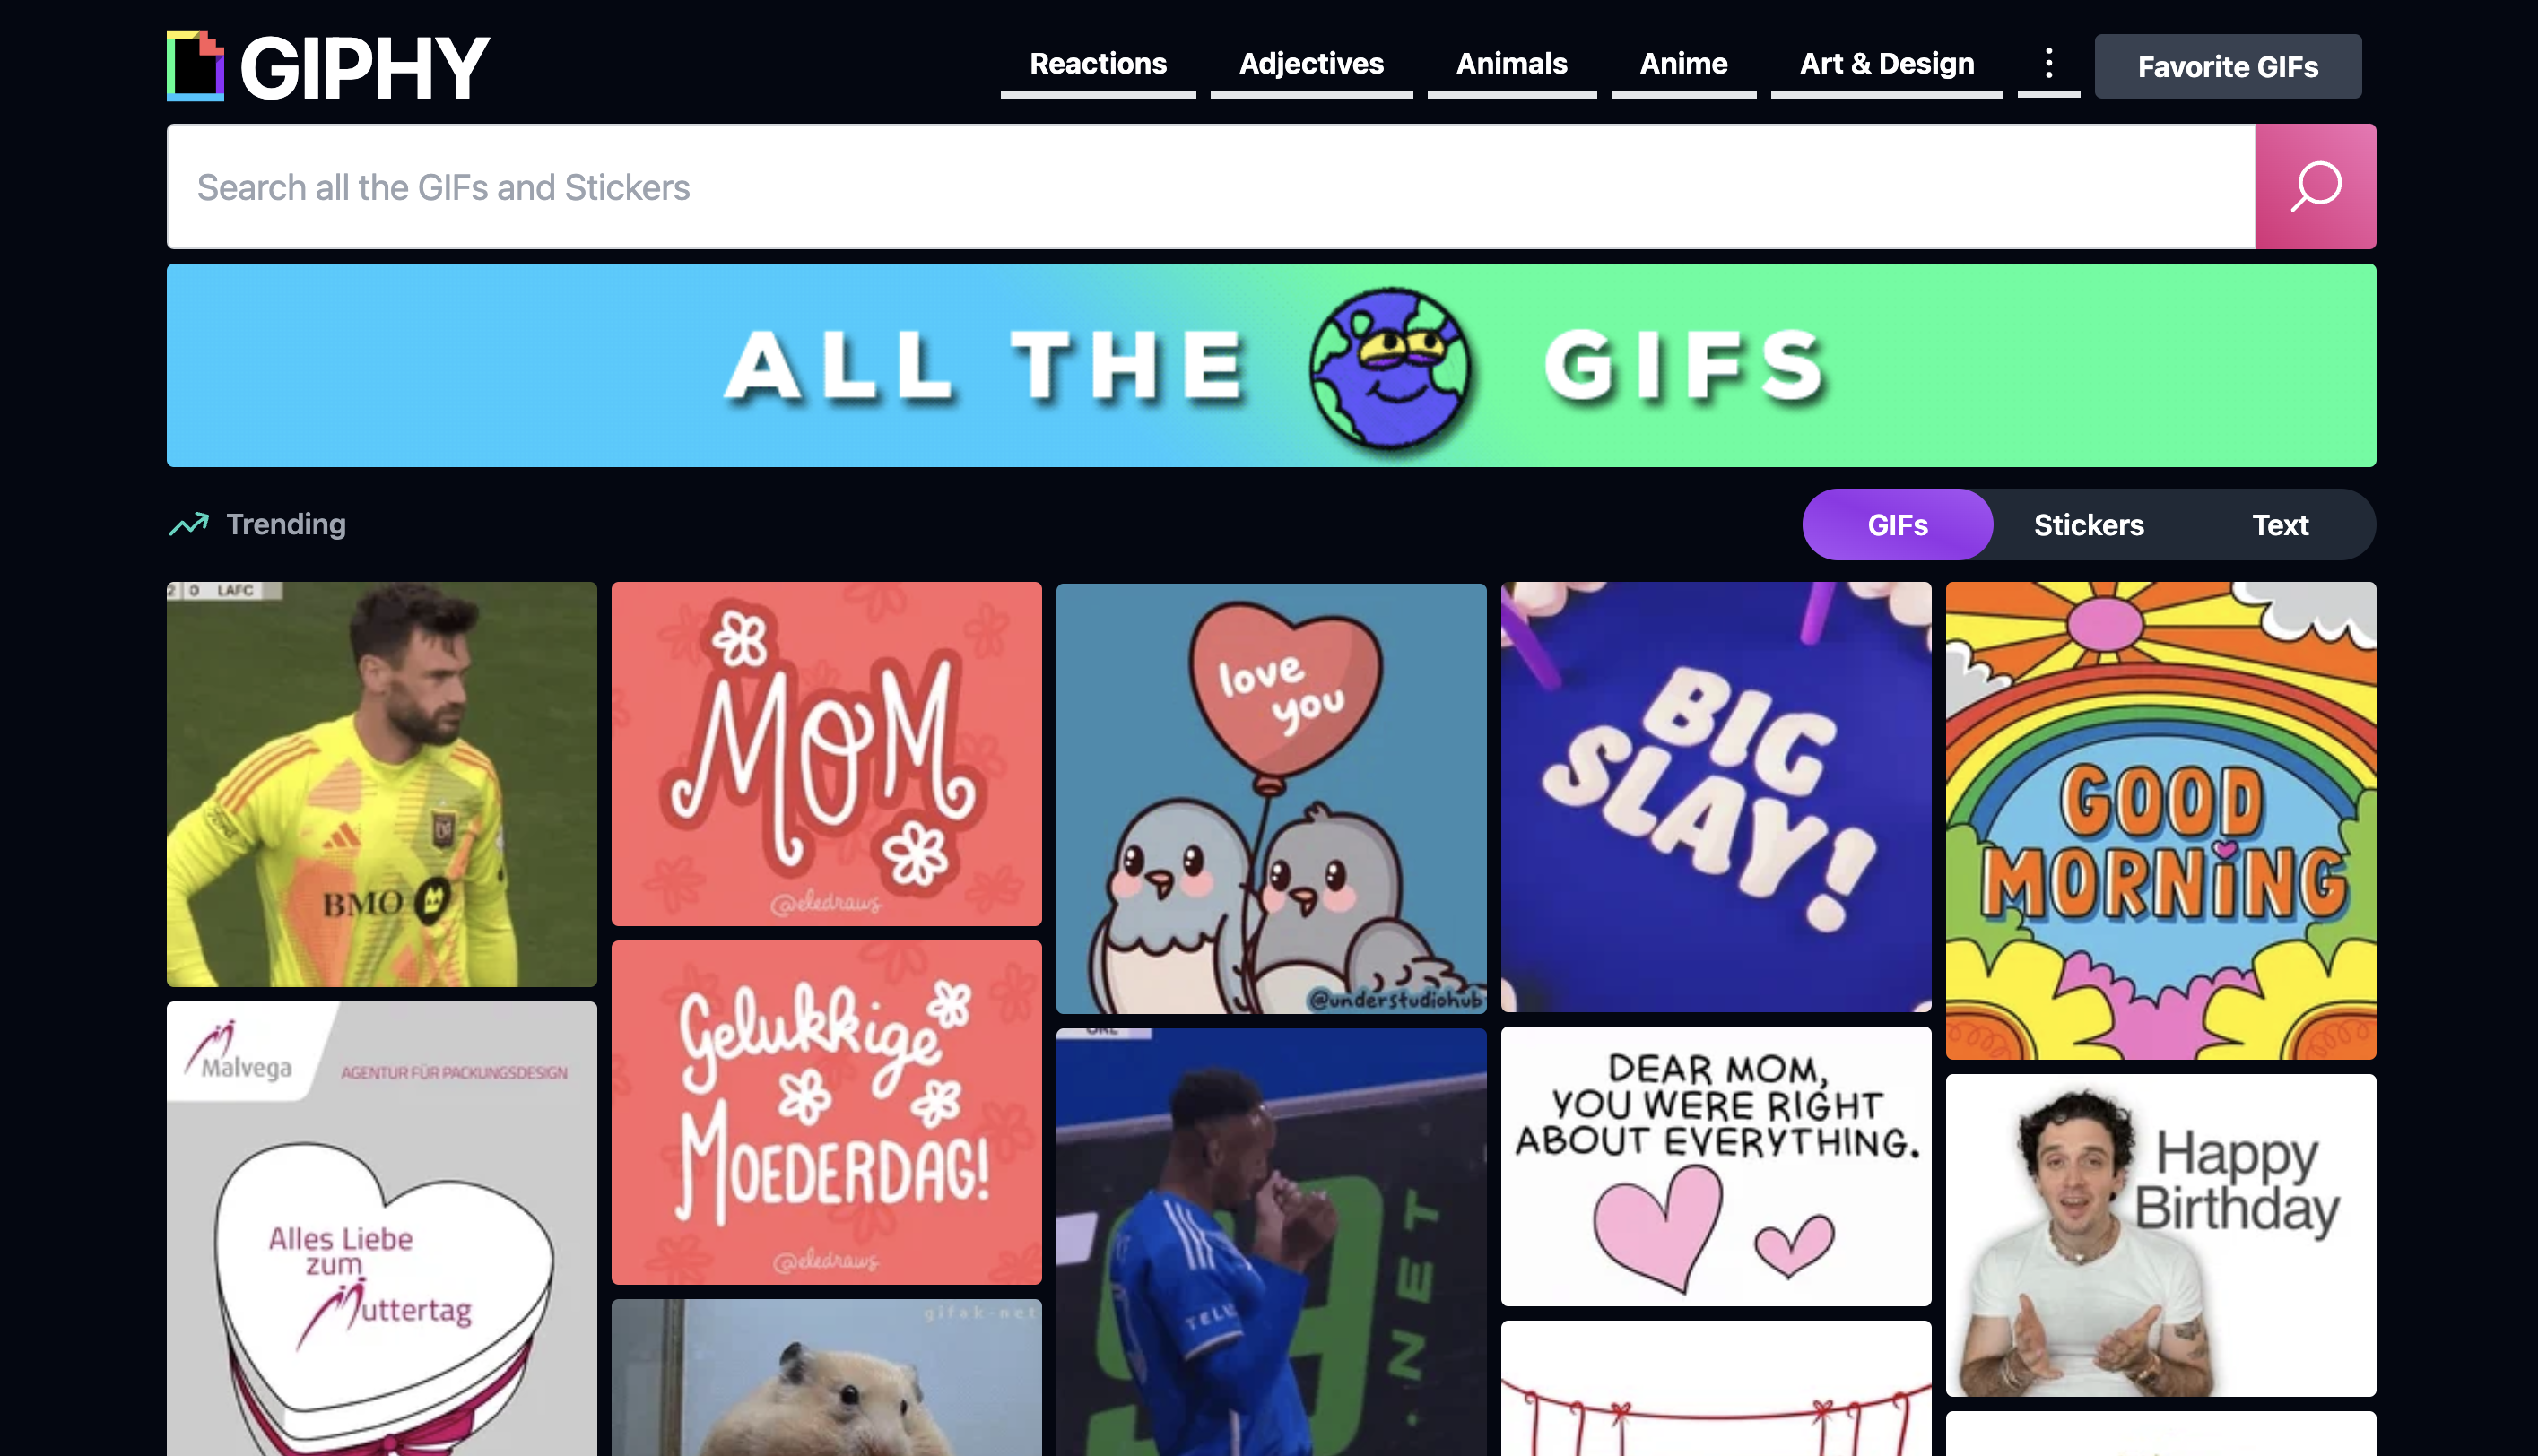 GIPHY
Reactions
Adjectives
Animals
Anime
Art & Design
Favorite GIFs
Search all the GIFs and Stickers
ALL THE GIFS
Trending
GIFs
Stickers
Text
2 0 LAFC
BMO
Malvega
AGENTUR FÜR PACKUNGSDESIGN
Alles Liebe
zum
Muttertag
MOM
@eledraws
Gelukkige
MOEDERDAG!
@eledraws
gifak-net
love
you
@understudiohub
TELU
.NET
BIG
SLAY!
DEAR MOM,
YOU WERE RIGHT
ABOUT EVERYTHING.
GOOD
MORNiNG
Happy
Birthday